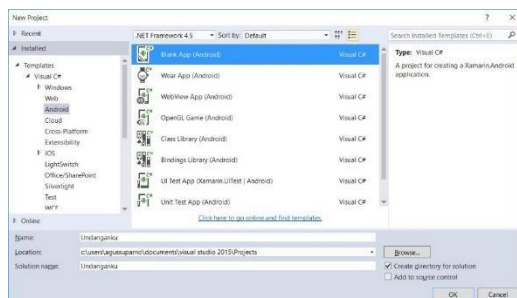 New Project
? ×
Recent
.NET Framework 4.5
Sort by: Default
Search Installed Templates (Ctrl+E)
Installed
Templates
Visual C#
Windows
Web
Android
Cloud
Cross-Platform
Extensibility
iOS
LightSwitch
Office/SharePoint
Silverlight
Test
WCF
Online
Blank App (Android) Visual C#
Wear App (Android) Visual C#
WebView App (Android) Visual C#
OpenGL Game (Android) Visual C#
Class Library (Android) Visual C#
Bindings Library (Android) Visual C#
UI Test App (Xamarin.UITest | Android) Visual C#
Unit Test App (Android) Visual C#
Click here to go online and find templates.
Type: Visual C#
A project for creating a Xamarin.Android
application.
Name: Undanganku
Location: c:\users\agussuparno\documents\visual studio 2015\Projects
Browse...
Solution name: Undanganku
Create directory for solution
Add to source control
OK Cancel